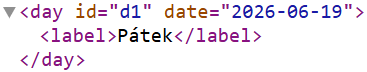 <day id="d1" date="2026-06-19">
<label>Pátek</label>
</day>